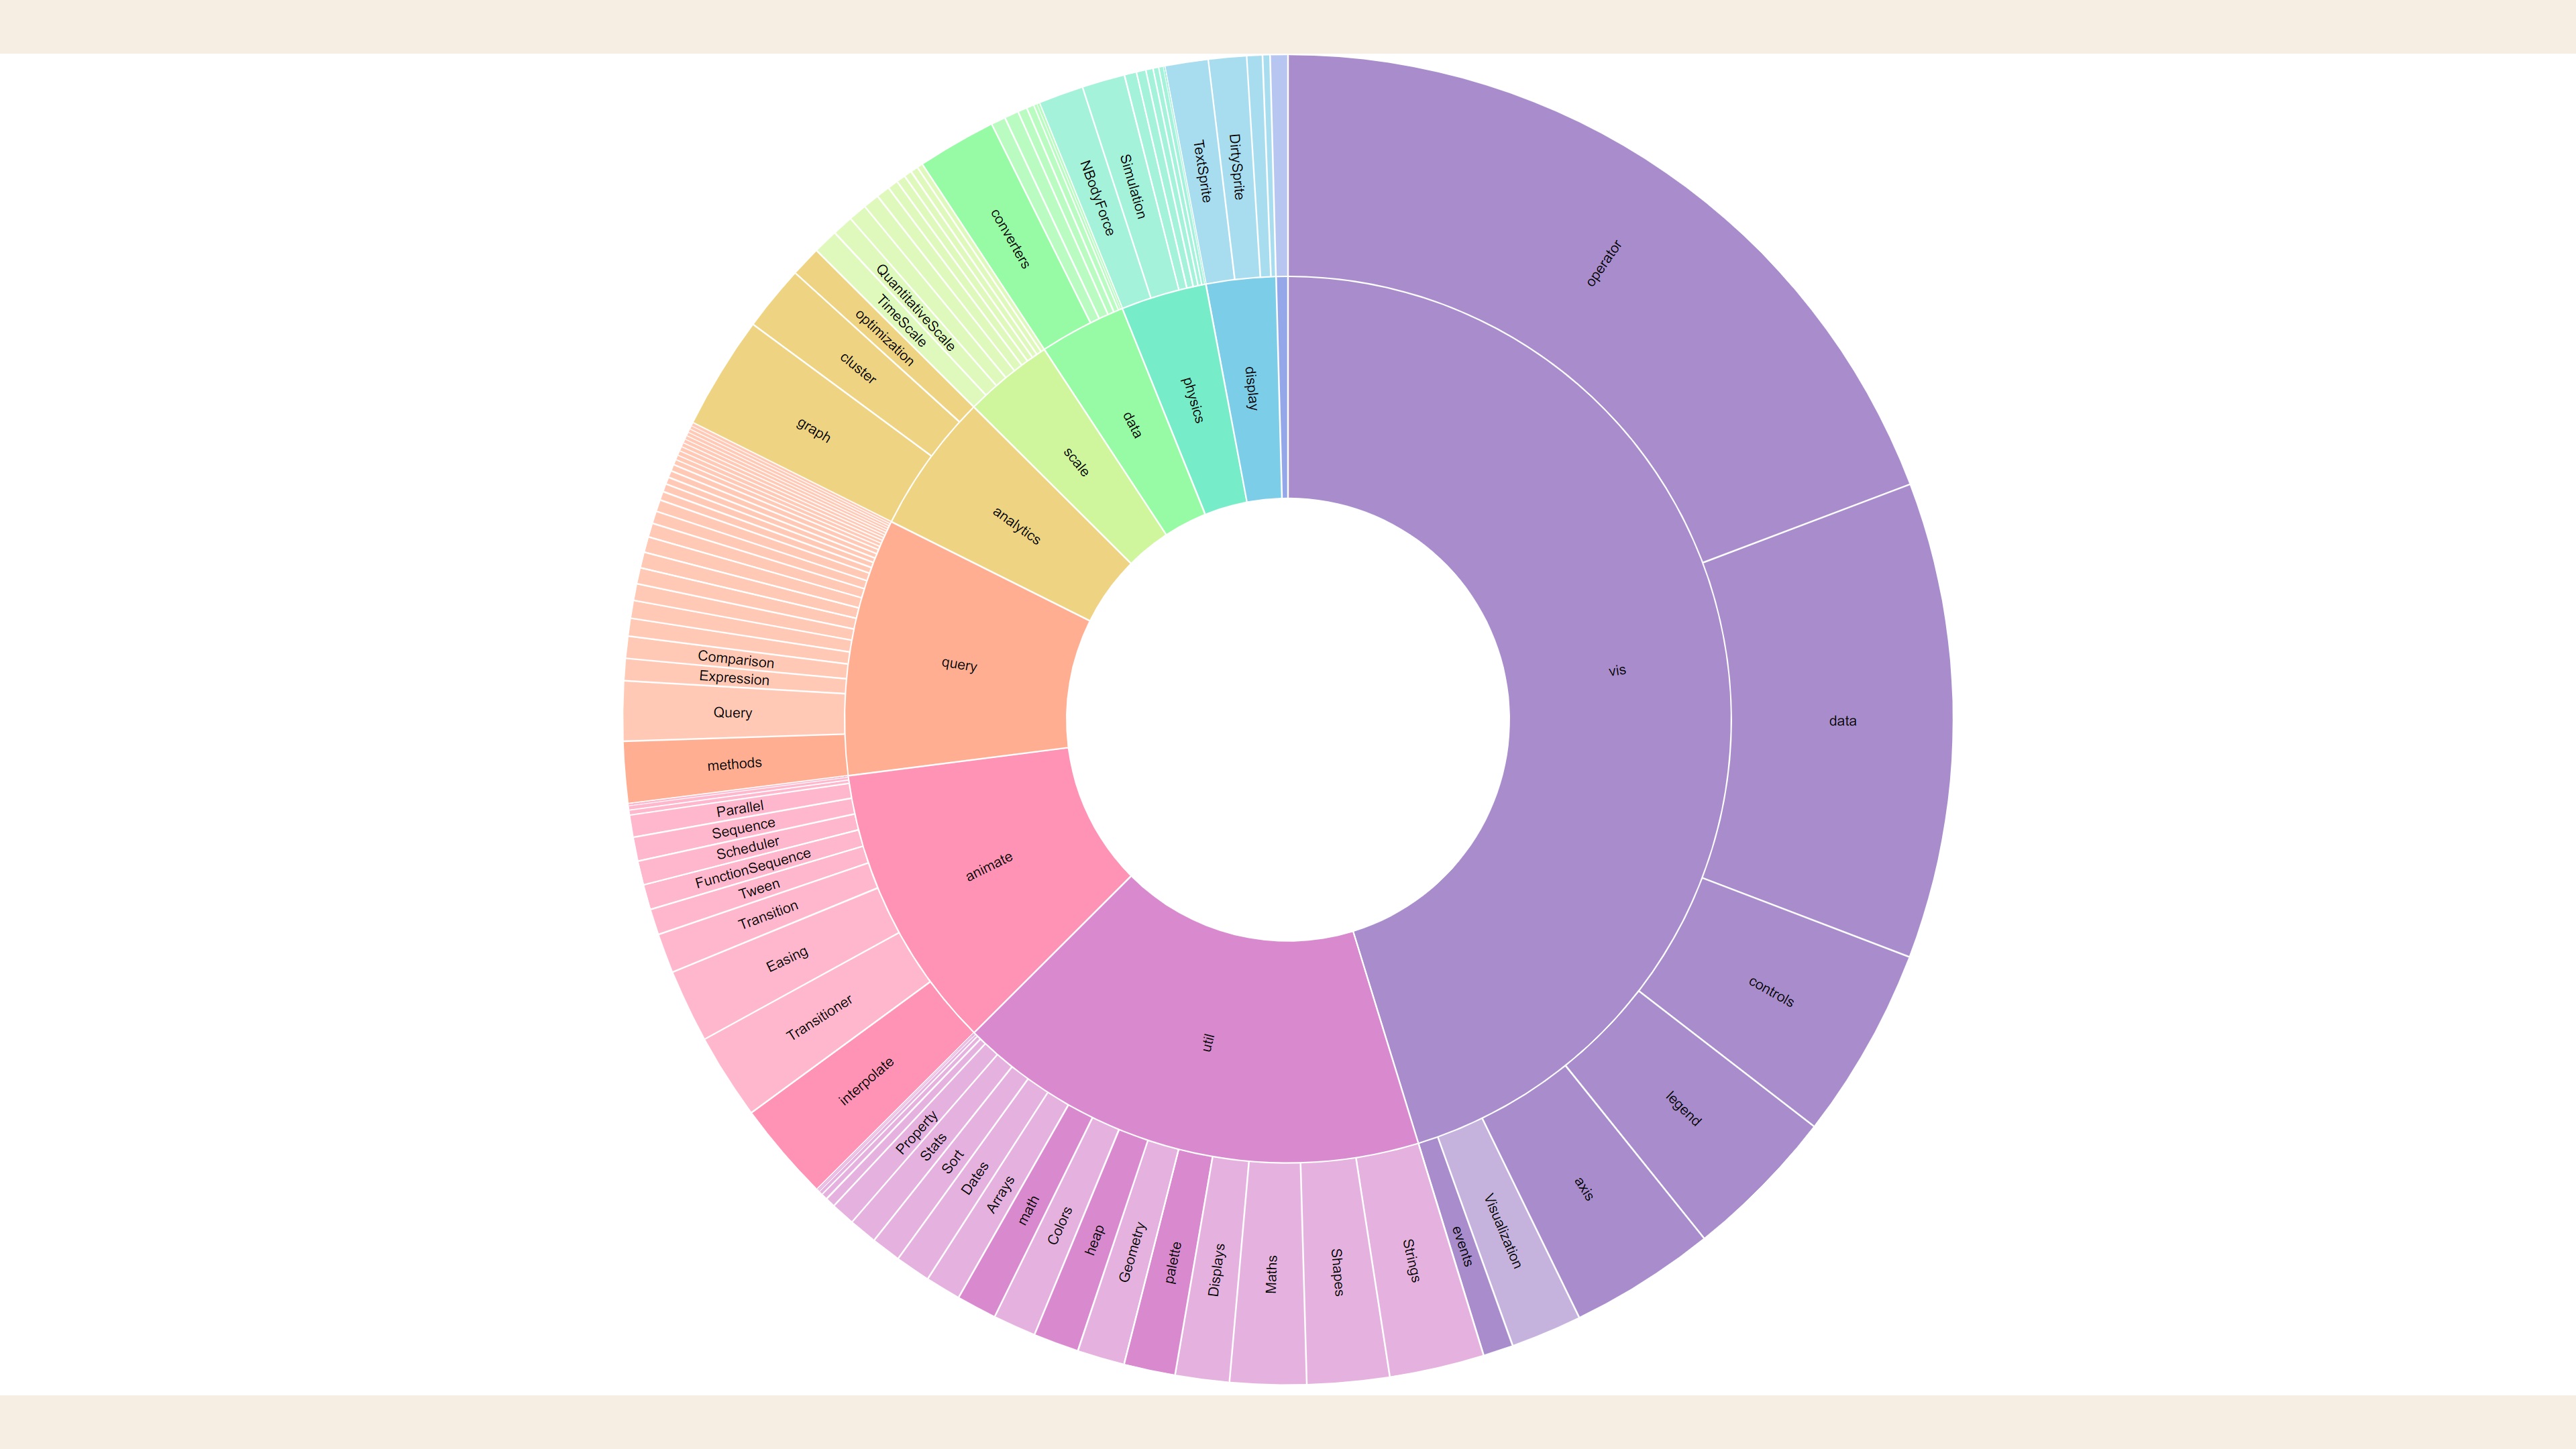 operator
vis
data
controls
legend
axis
Visualization
events
util
Strings
Shapes
Maths
Displays
palette
Geometry
heap
Colors
math
Arrays
Dates
Sort
Stats
Property
animate
interpolate
Transitioner
Easing
Transition
Tween
FunctionSequence
Scheduler
Sequence
Parallel
query
methods
Query
Expression
Comparison
analytics
graph
cluster
optimization
scale
TimeScale
QuantitativeScale
data
converters
physics
NBodyForce
Simulation
display
TextSprite
DirtySprite